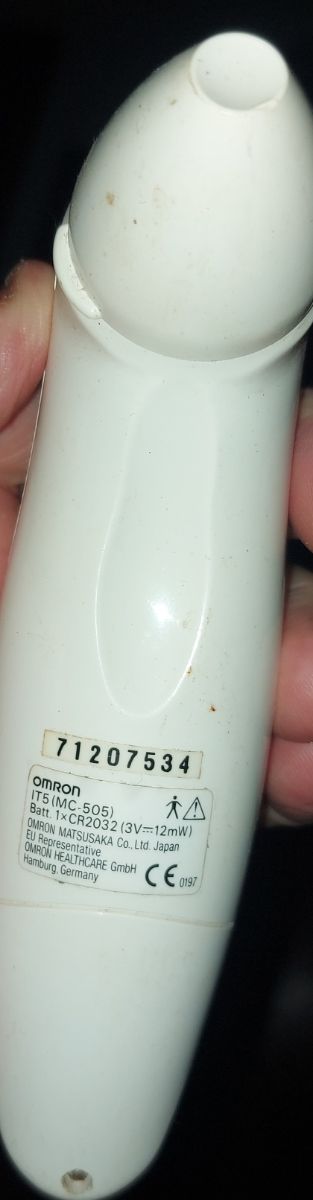 71207534
omron
IT5 (MC-505)
Batt. 1×CR2032 (3V⎓12mW)
OMRON MATSUSAKA Co., Ltd. Japan
EU Representative
OMRON HEALTHCARE GmbH
Hamburg. Germany
CE 0197